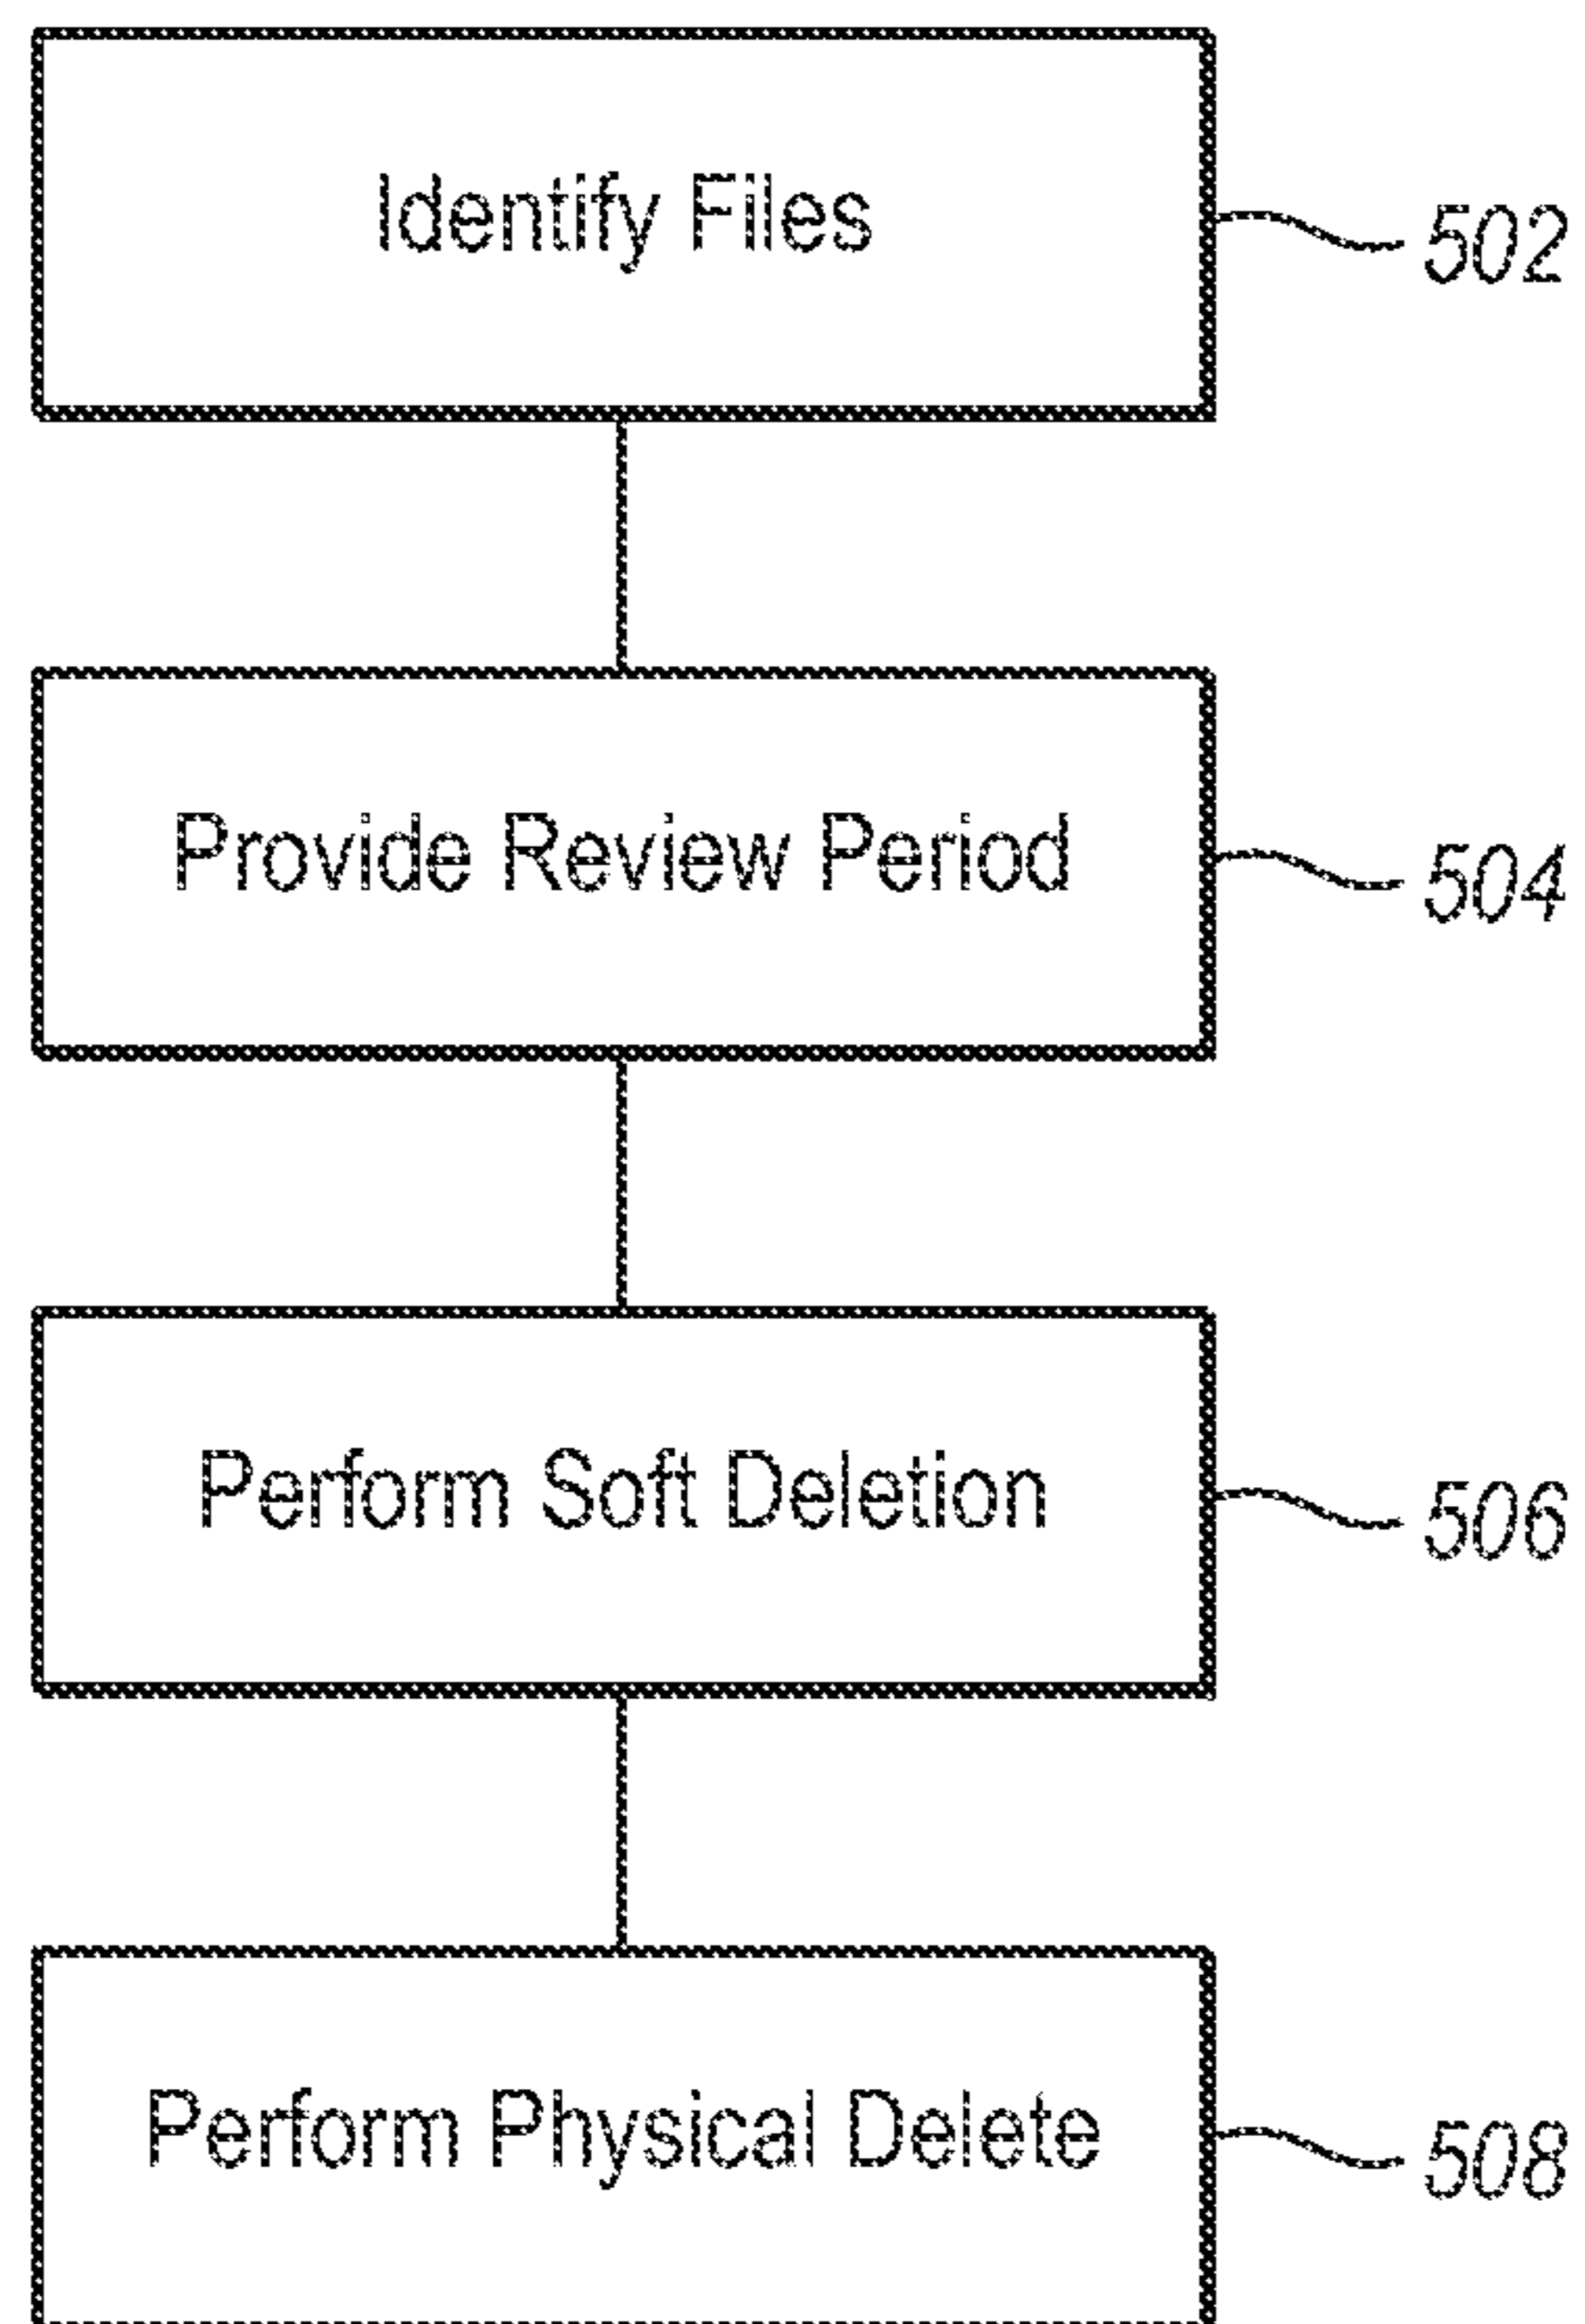 Identify Files
502
Provide Review Period
504
Perform Soft Deletion
506
Perform Physical Delete
508